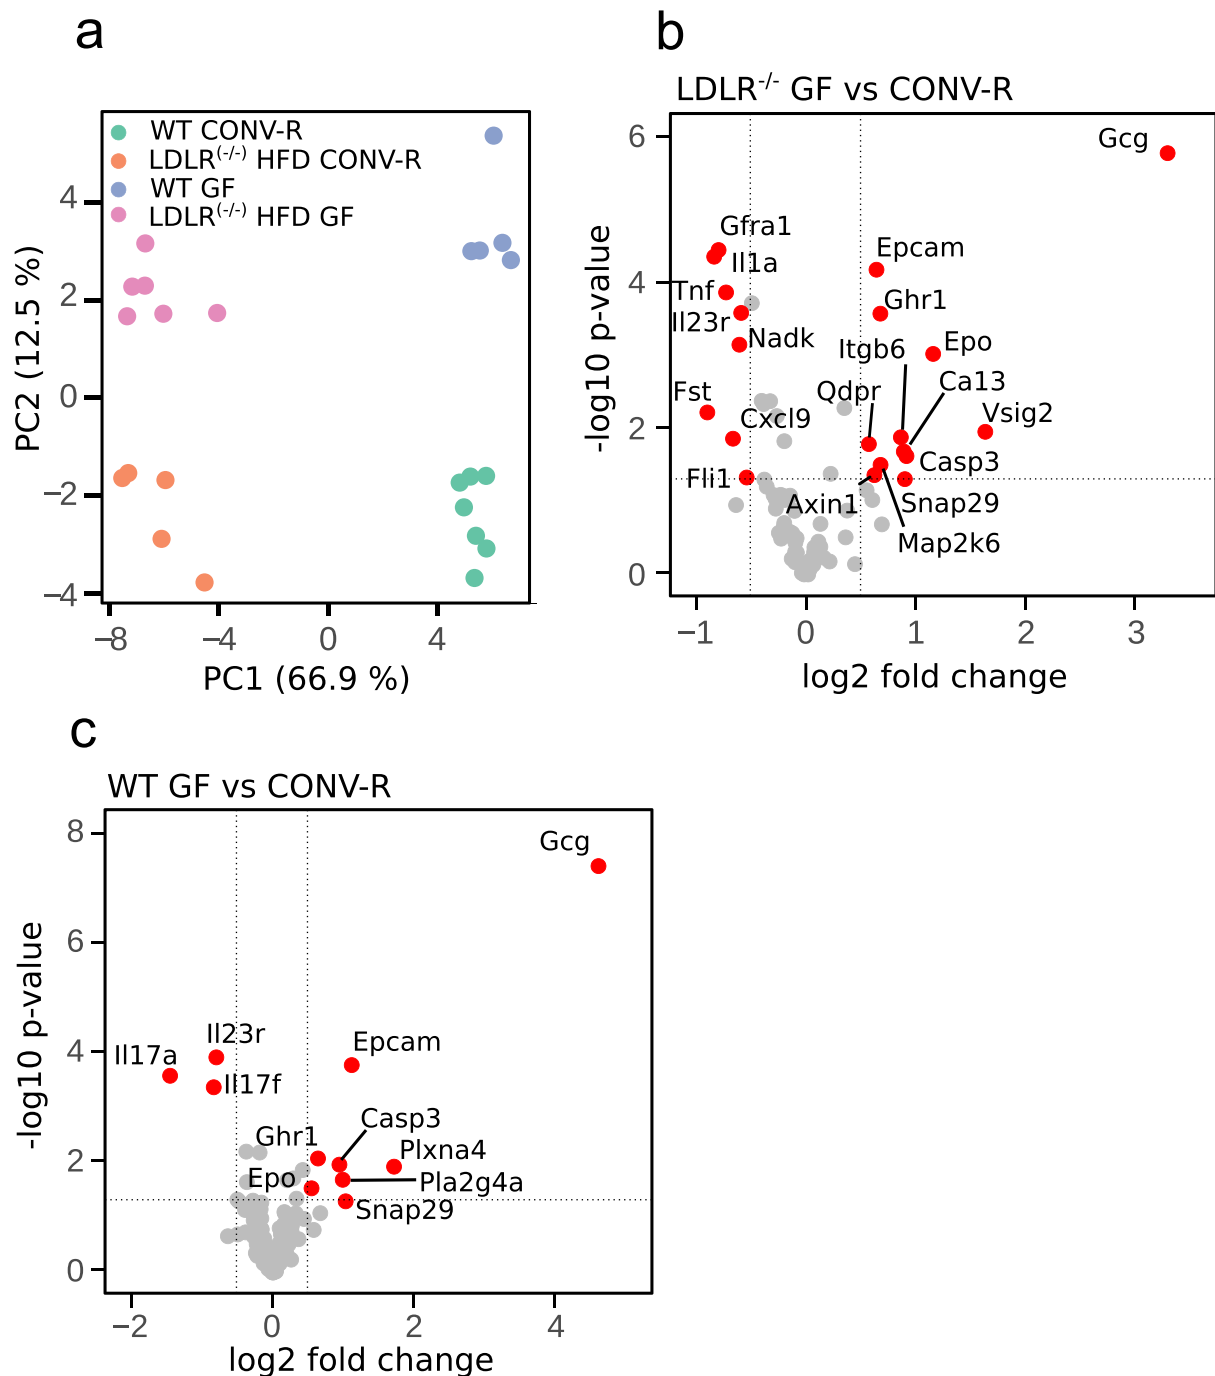 a
WT CONV-R
LDLR(-/-) HFD CONV-R
WT GF
LDLR(-/-) HFD GF
PC2 (12.5 %)
4
2
0
−2
−4
−8
−4
0
4
PC1 (66.9 %)
b
LDLR-/- GF vs CONV-R
-log10 p-value
6
4
2
0
Gcg
Gfra1
Il1a
Epcam
Tnf
Ghr1
Il23r
Nadk
Itgb6
Epo
Ca13
Fst
Qdpr
Vsig2
Cxcl9
Casp3
Fli1
Axin1
Snap29
Map2k6
−1
0
1
2
3
log2 fold change
c
WT GF vs CONV-R
-log10 p-value
8
6
4
2
0
Gcg
Il23r
Il17a
Epcam
Il17f
Casp3
Ghr1
Plxna4
Epo
Pla2g4a
Snap29
−2
0
2
4
log2 fold change